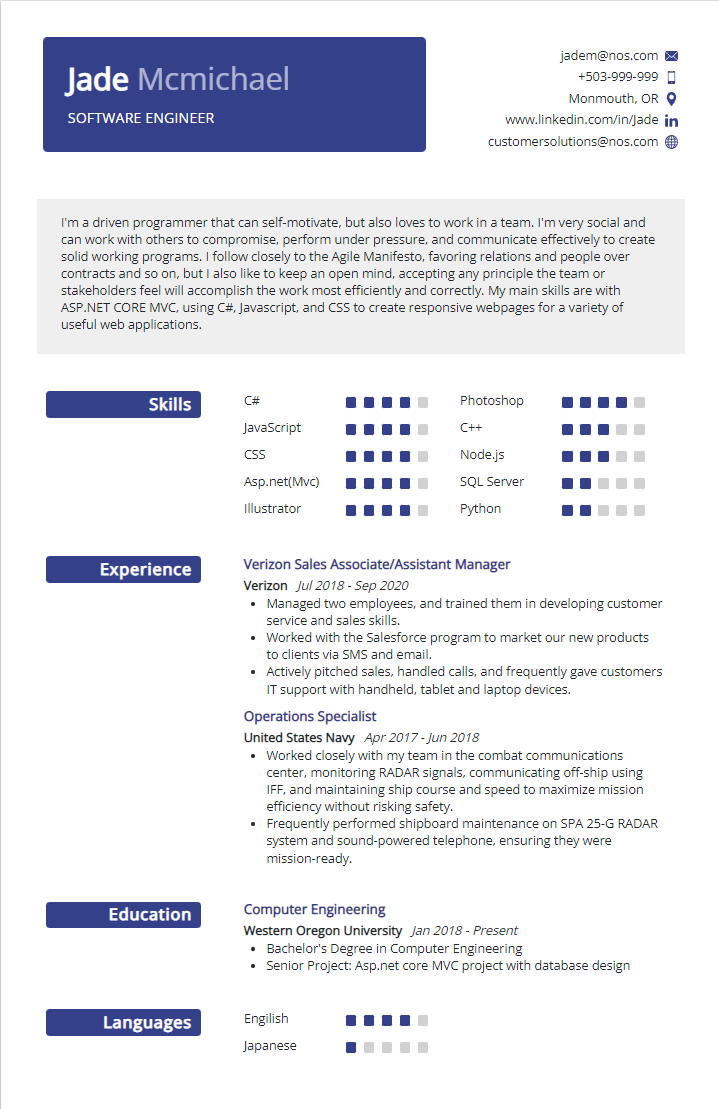 Jade Mcmichael
SOFTWARE ENGINEER
jadem@nos.com
+503-999-999
Monmouth, OR
www.linkedin.com/in/Jade
in
customersolutions@nos.com
I'm a driven programmer that can self-motivate, but also loves to work in a team. I'm very social and
can work with others to compromise, perform under pressure, and communicate effectively to create
solid working programs. I follow closely to the Agile Manifesto, favoring relations and people over
contracts and so on, but I also like to keep an open mind, accepting any principle the team or
stakeholders feel will accomplish the work most efficiently and correctly. My main skills are with
ASP.NET CORE MVC, using C#, Javascript, and CSS to create responsive webpages for a variety of
useful web applications.
Skills
C#
Photoshop
JavaScript
C++
CSS
Node.js
Asp.net(Mvc)
SQL Server
Illustrator
Python
Experience
Verizon Sales Associate/Assistant Manager
Verizon Jul 2018 - Sep 2020
• Managed two employees, and trained them in developing customer
service and sales skills.
• Worked with the Salesforce program to market our new products
to clients via SMS and email.
• Actively pitched sales, handled calls, and frequently gave customers
IT support with handheld, tablet and laptop devices.
Operations Specialist
United States Navy Apr 2017 - Jun 2018
• Worked closely with my team in the combat communications
center, monitoring RADAR signals, communicating off-ship using
IFF, and maintaining ship course and speed to maximize mission
efficiency without risking safety.
• Frequently performed shipboard maintenance on SPA 25-G RADAR
system and sound-powered telephone, ensuring they were
mission-ready.
Education
Computer Engineering
Western Oregon University Jan 2018 - Present
• Bachelor's Degree in Computer Engineering
• Senior Project: Asp.net core MVC project with database design
Languages
Engilish
Japanese